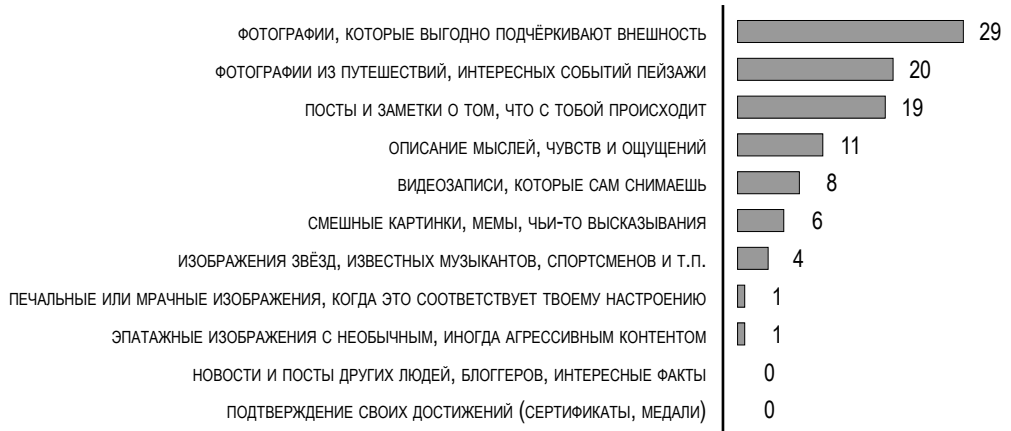 ФОТОГРАФИИ, КОТОРЫЕ ВЫГОДНО ПОДЧЁРКИВАЮТ ВНЕШНОСТЬ 29
ФОТОГРАФИИ ИЗ ПУТЕШЕСТВИЙ, ИНТЕРЕСНЫХ СОБЫТИЙ ПЕЙЗАЖИ 20
ПОСТЫ И ЗАМЕТКИ О ТОМ, ЧТО С ТОБОЙ ПРОИСХОДИТ 19
ОПИСАНИЕ МЫСЛЕЙ, ЧУВСТВ И ОЩУЩЕНИЙ 11
ВИДЕОЗАПИСИ, КОТОРЫЕ САМ СНИМАЕШЬ 8
СМЕШНЫЕ КАРТИНКИ, МЕМЫ, ЧЬИ-ТО ВЫСКАЗЫВАНИЯ 6
ИЗОБРАЖЕНИЯ ЗВЁЗД, ИЗВЕСТНЫХ МУЗЫКАНТОВ, СПОРТСМЕНОВ И Т.П. 4
ПЕЧАЛЬНЫЕ ИЛИ МРАЧНЫЕ ИЗОБРАЖЕНИЯ, КОГДА ЭТО СООТВЕТСТВУЕТ ТВОЕМУ НАСТРОЕНИЮ 1
ЭПАТАЖНЫЕ ИЗОБРАЖЕНИЯ С НЕОБЫЧНЫМ, ИНОГДА АГРЕССИВНЫМ КОНТЕНТОМ 1
НОВОСТИ И ПОСТЫ ДРУГИХ ЛЮДЕЙ, БЛОГГЕРОВ, ИНТЕРЕСНЫЕ ФАКТЫ 0
ПОДТВЕРЖДЕНИЕ СВОИХ ДОСТИЖЕНИЙ (СЕРТИФИКАТЫ, МЕДАЛИ) 0